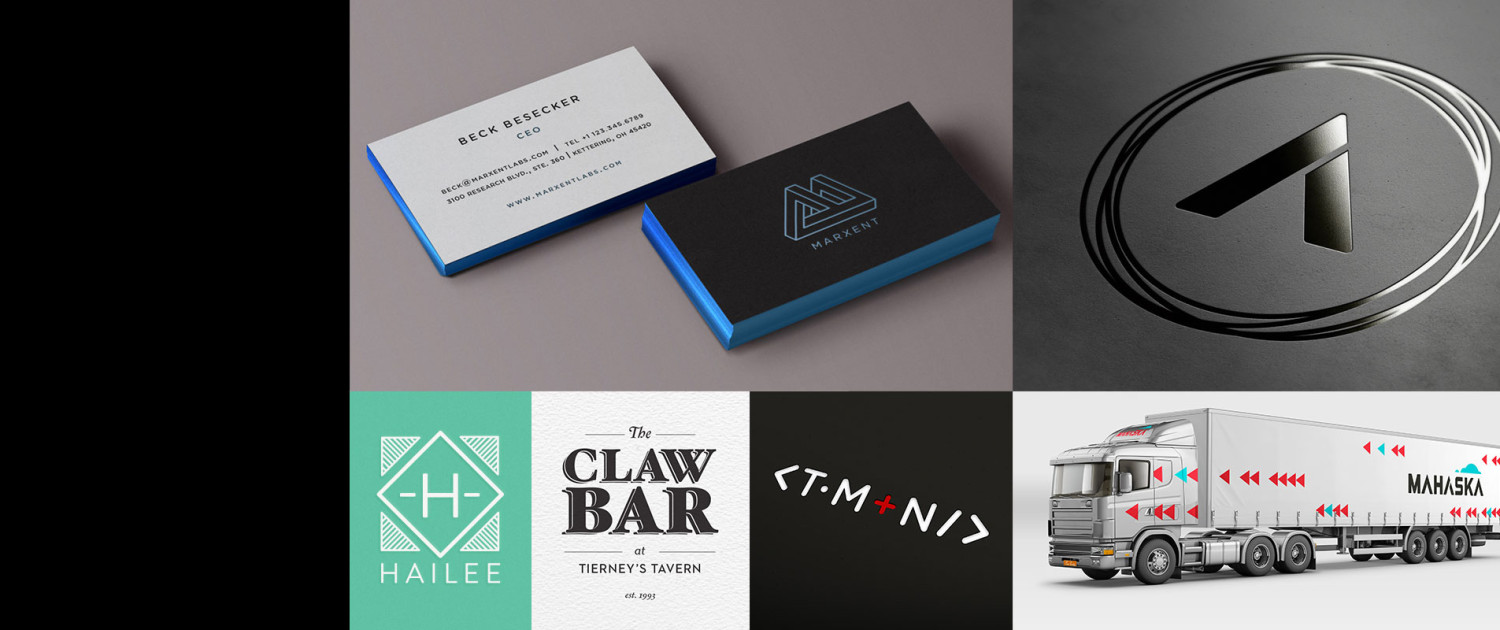 BECK BESECKER
CEO
BECK@MARXENTLABS.COM | TEL +1 123.345.6789
3100 RESEARCH BLVD., STE. 360 | KETTERING, OH 45420
WWW.MARXENTLABS.COM
MARXENT
H
HAILEE
The
CLAW
BAR
at
TIERNEY'S TAVERN
est. 1993
<T.M+N/>
MAHASKA